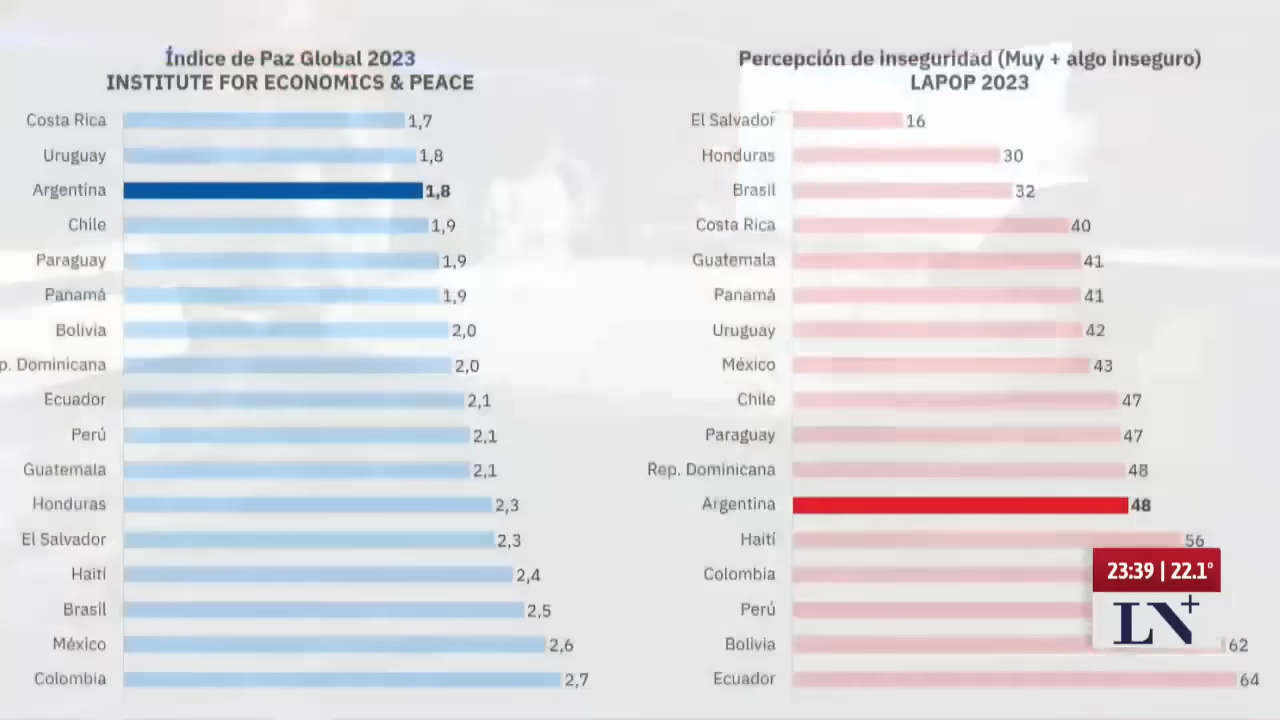 Índice de Paz Global 2023
INSTITUTE FOR ECONOMICS & PEACE
Costa Rica 1,7
Uruguay 1,8
Argentina 1,8
Chile 1,9
Paraguay 1,9
Panamá 1,9
Bolivia 2,0
p. Dominicana 2,0
Ecuador 2,1
Perú 2,1
Guatemala 2,1
Honduras 2,3
El Salvador 2,3
Haití 2,4
Brasil 2,5
México 2,6
Colombia 2,7
Percepción de inseguridad (Muy + algo inseguro)
LAPOP 2023
El Salvador 16
Honduras 30
Brasil 32
Costa Rica 40
Guatemala 41
Panamá 41
Uruguay 42
México 43
Chile 47
Paraguay 47
Rep. Dominicana 48
Argentina 48
Haití 56
Colombia
Perú
Bolivia 62
Ecuador 64
23:39 | 22.1°
LN+